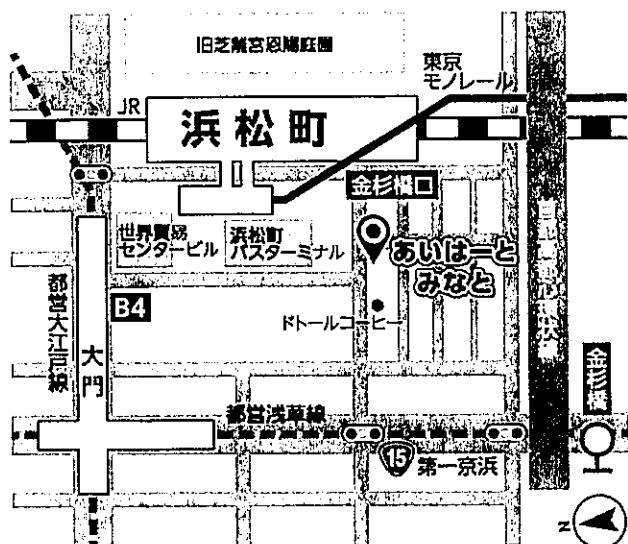 旧芝離宮恩賜庭園
東京
モノレール
JR
浜松町
金杉橋口
世界貿易
センタービル
浜松町
バスターミナル
あいはーと
みなと
B4
ドトールコーヒー
都営大江戸線
大門
金杉橋
都営浅草線
15
第一京浜
N